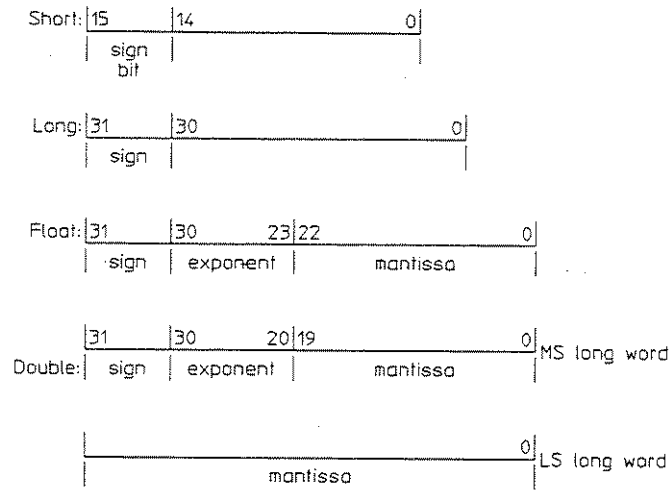 Short: 15 14 0
sign
bit
Long: 31 30 0
sign
Float: 31 30 23 22 0
sign exponent mantissa
31 30 20 19 0 MS long word
Double: sign exponent mantissa
0 LS long word
mantissa